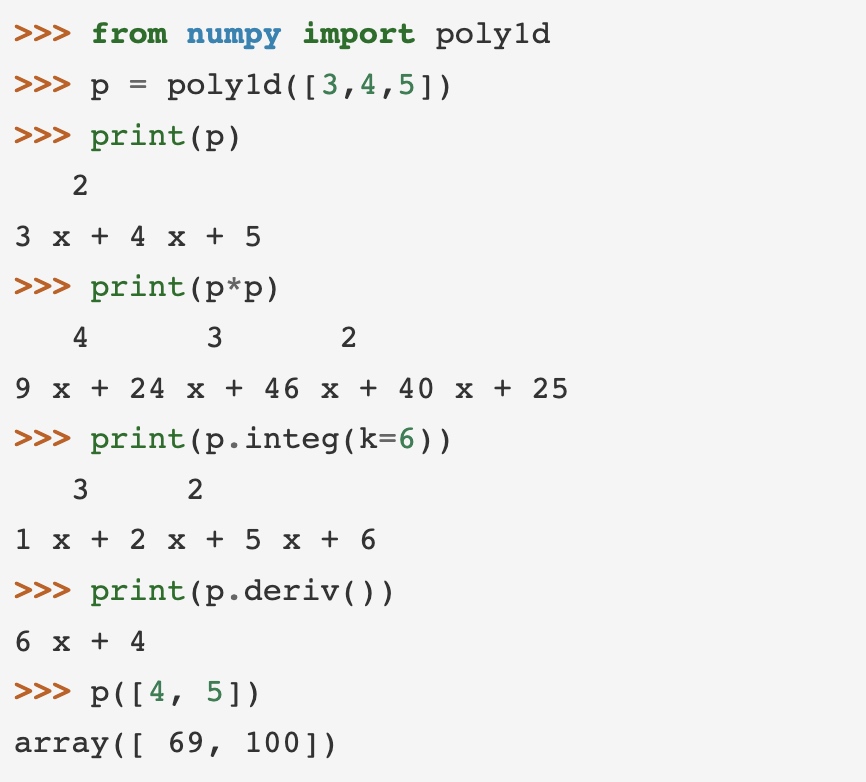 >>> from numpy import poly1d
>>> p = poly1d([3,4,5])
>>> print(p)
   2
3 x + 4 x + 5
>>> print(p*p)
   4      3      2
9 x + 24 x + 46 x + 40 x + 25
>>> print(p.integ(k=6))
   3     2
1 x + 2 x + 5 x + 6
>>> print(p.deriv())
6 x + 4
>>> p([4, 5])
array([ 69, 100])